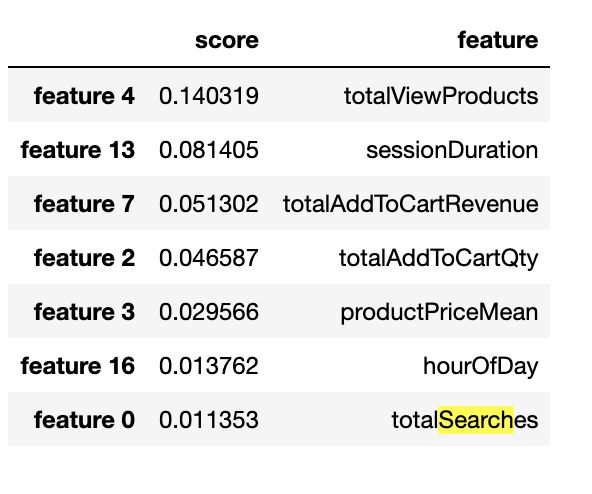 score feature
feature 4 0.140319 totalViewProducts
feature 13 0.081405 sessionDuration
feature 7 0.051302 totalAddToCartRevenue
feature 2 0.046587 totalAddToCartQty
feature 3 0.029566 productPriceMean
feature 16 0.013762 hourOfDay
feature 0 0.011353 totalSearches